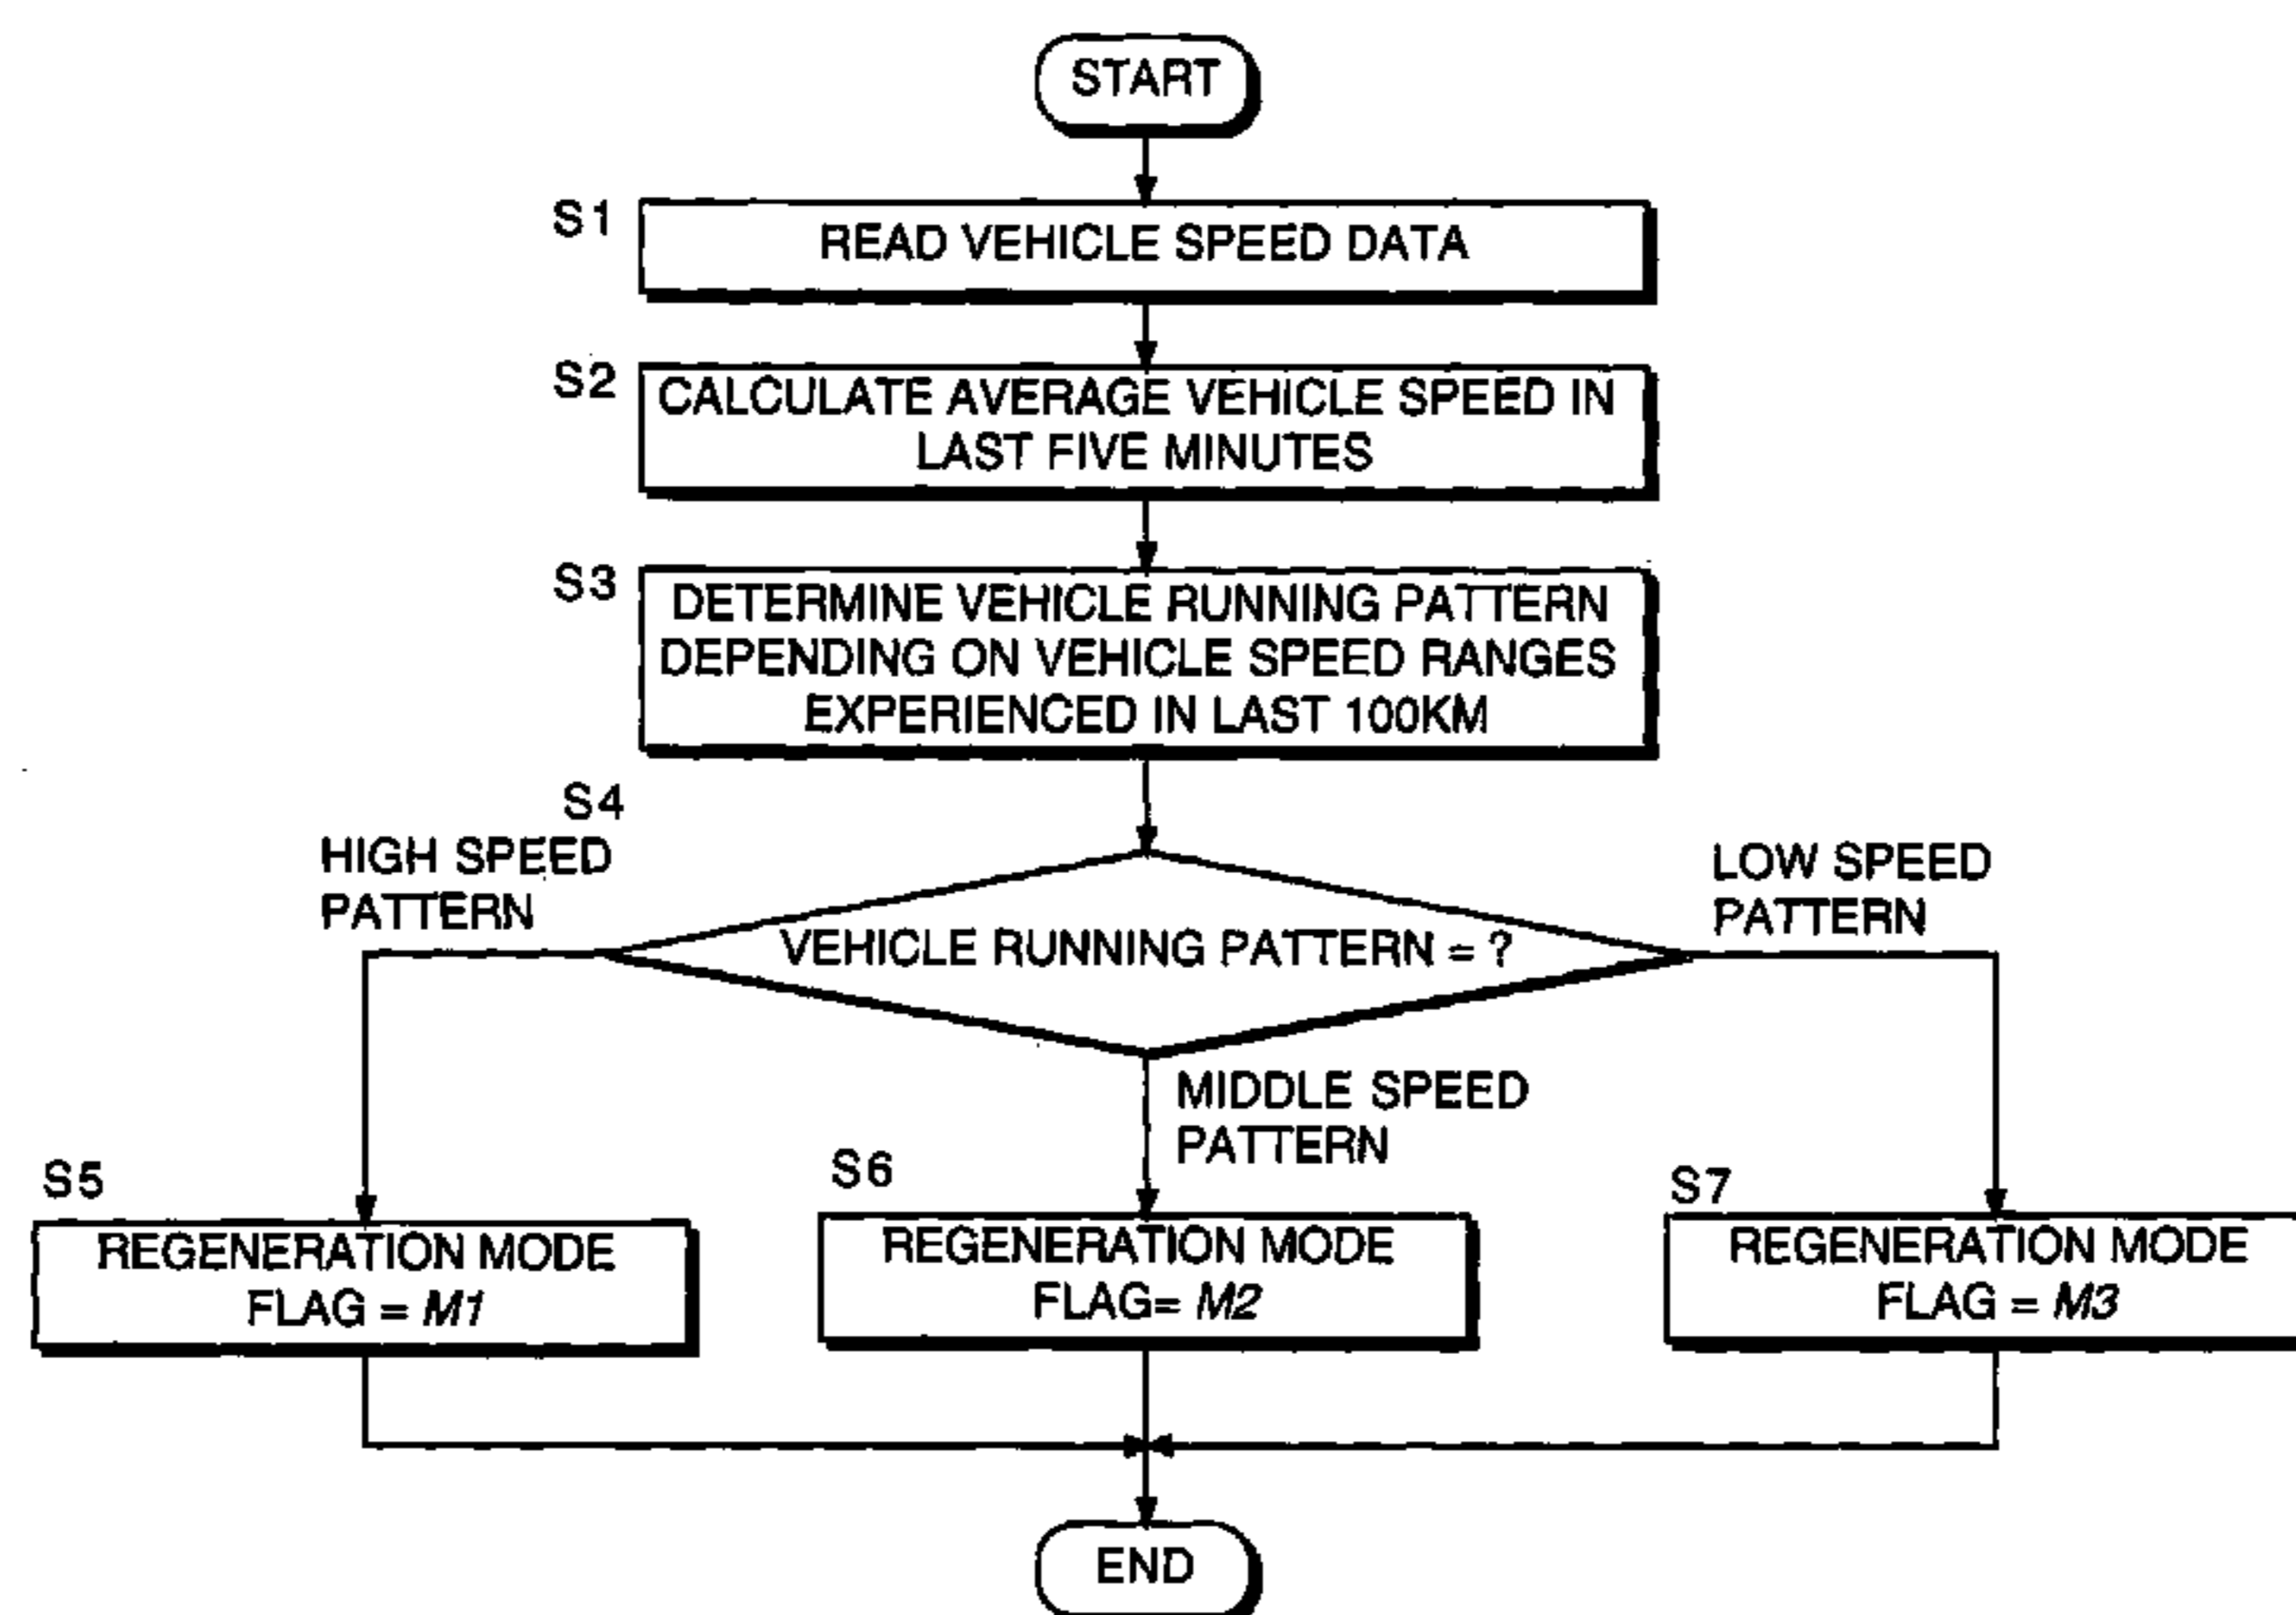 START
S1
READ VEHICLE SPEED DATA
S2
CALCULATE AVERAGE VEHICLE SPEED IN
LAST FIVE MINUTES
S3
DETERMINE VEHICLE RUNNING PATTERN
DEPENDING ON VEHICLE SPEED RANGES
EXPERIENCED IN LAST 100KM
S4
HIGH SPEED
PATTERN
LOW SPEED
PATTERN
VEHICLE RUNNING PATTERN = ?
MIDDLE SPEED
PATTERN
S5
REGENERATION MODE
FLAG = M1
S6
REGENERATION MODE
FLAG= M2
S7
REGENERATION MODE
FLAG = M3
END